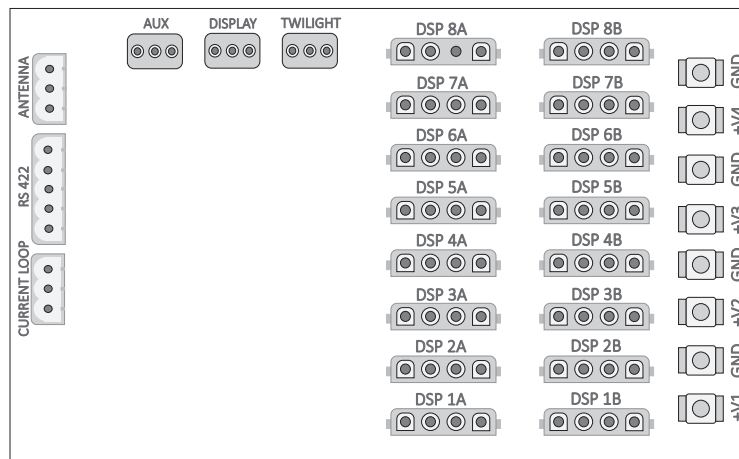 AUX
DISPLAY
TWILIGHT
ANTENNA
RS 422
CURRENT LOOP
DSP 8A
DSP 8B
DSP 7A
DSP 7B
DSP 6A
DSP 6B
DSP 5A
DSP 5B
DSP 4A
DSP 4B
DSP 3A
DSP 3B
DSP 2A
DSP 2B
DSP 1A
DSP 1B
GND
+V4
GND
+V3
GND
+V2
GND
+V1